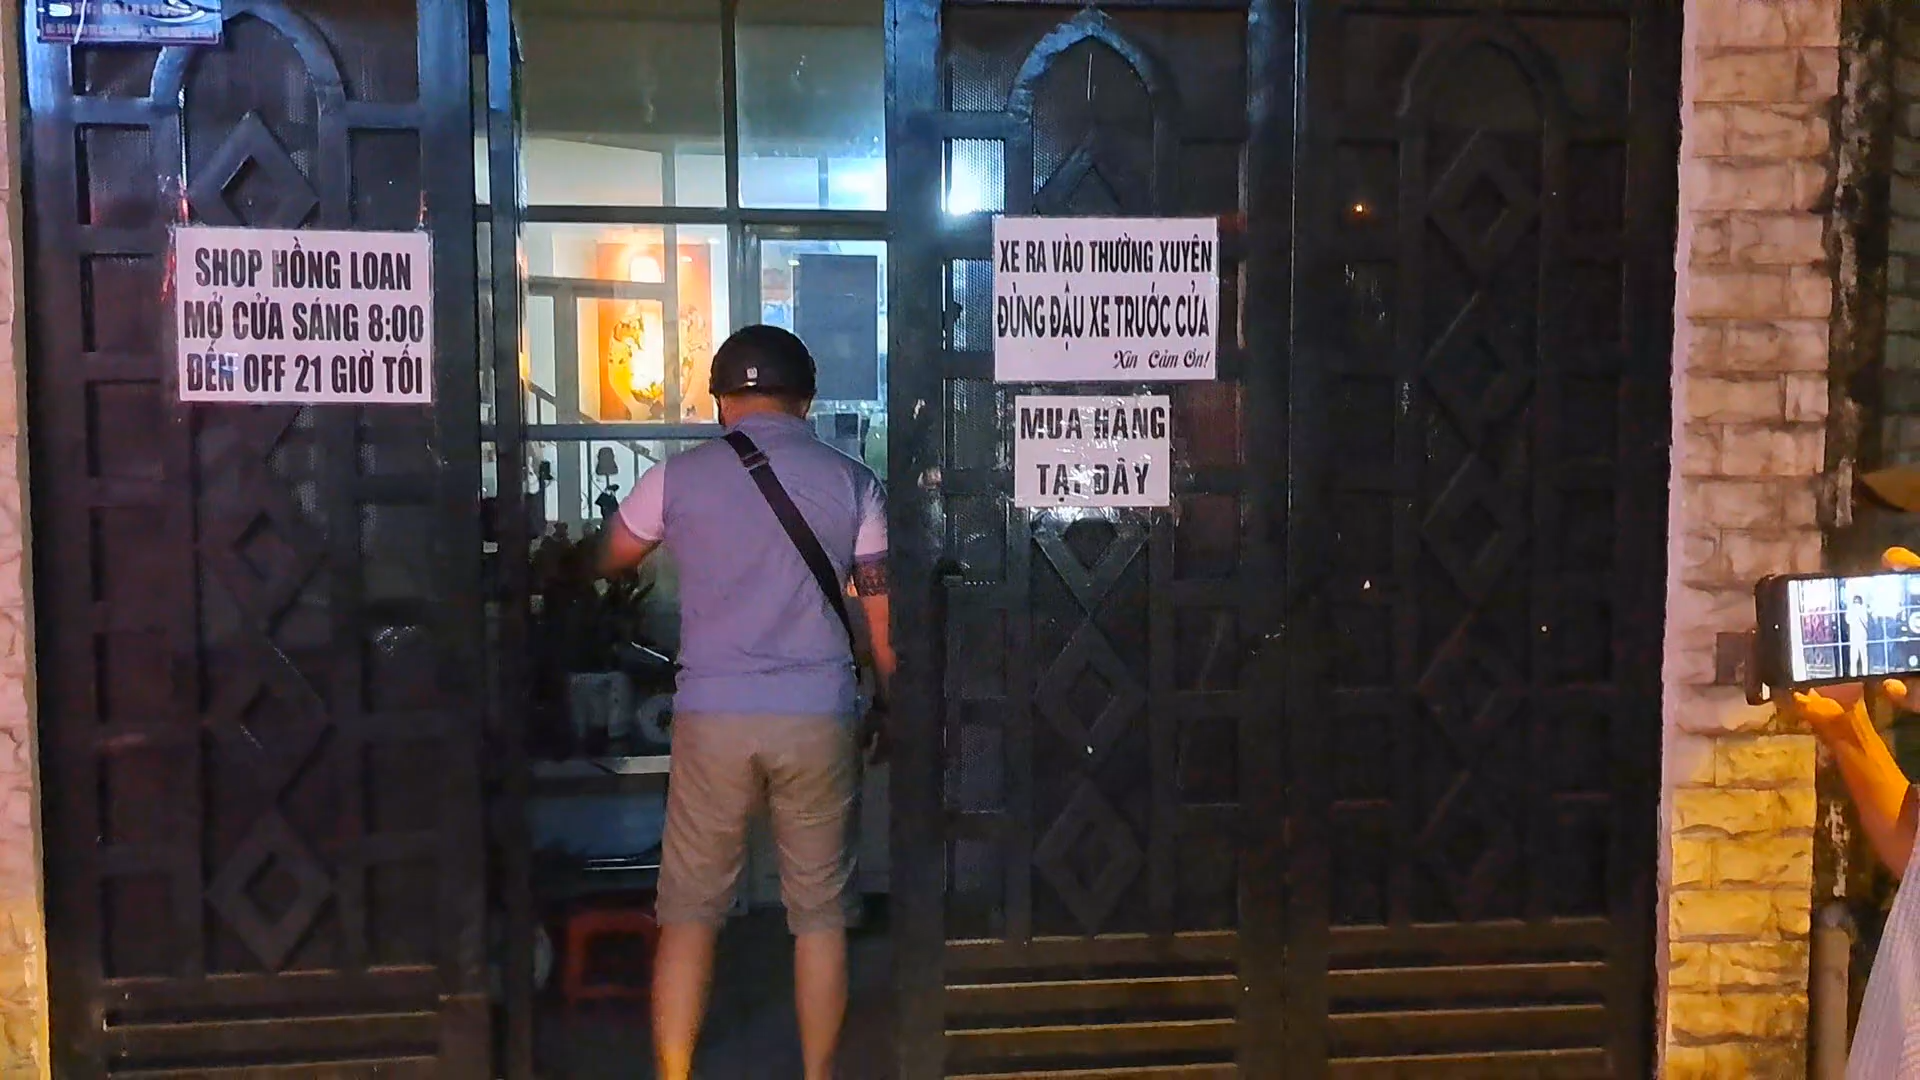 SHOP HỒNG LOAN
MỞ CỬA SÁNG 8:00
ĐẾN OFF 21 GIỜ TỐI
XE RA VÀO THƯỜNG XUYÊN
ĐỪNG ĐẬU XE TRƯỚC CỬA
Xin Cảm Ơn!
MUA HÀNG
TẠI ĐÂY